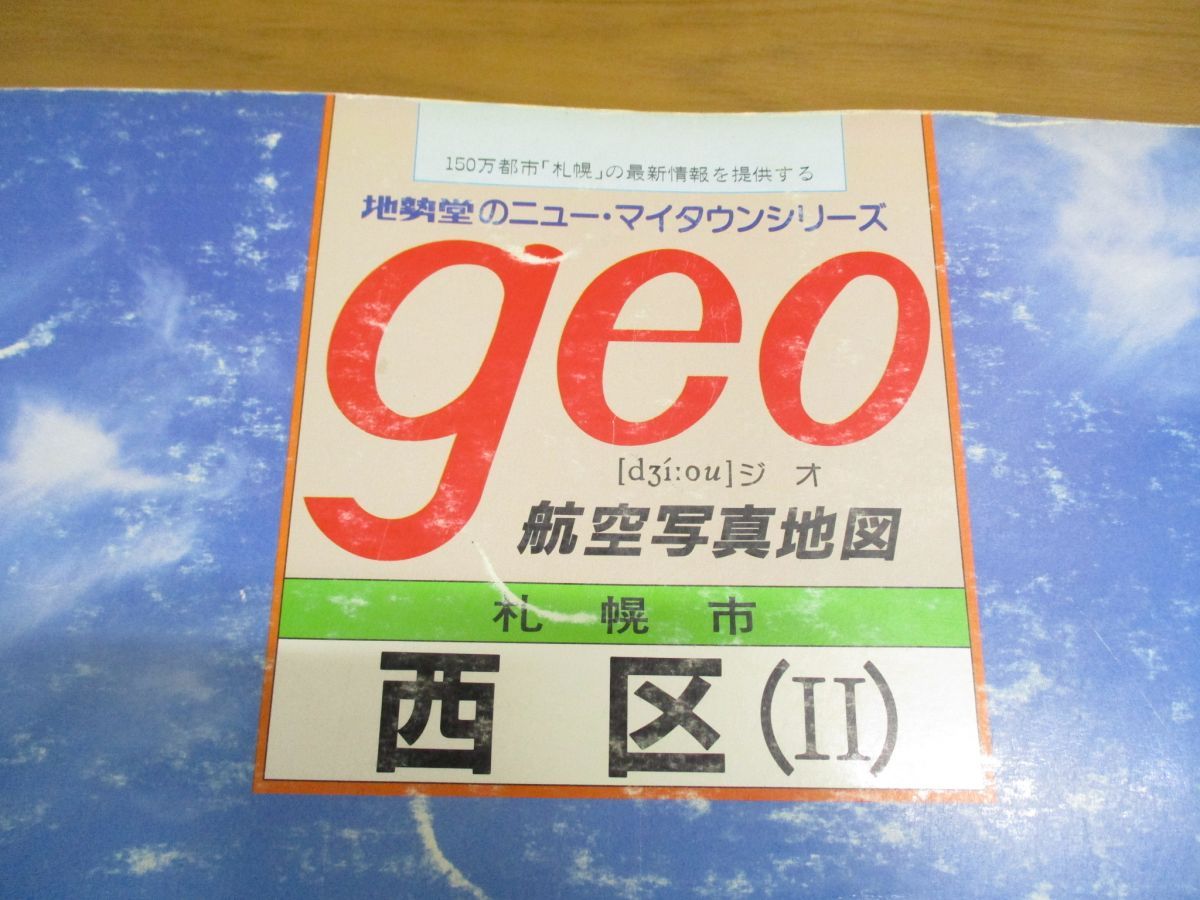 150万都市「札幌」の最新情報を提供する
地勢堂のニュー・マイタウンシリーズ
geo
[dʒí:ou]ジオ
航空写真地図
札幌市
西区(II)